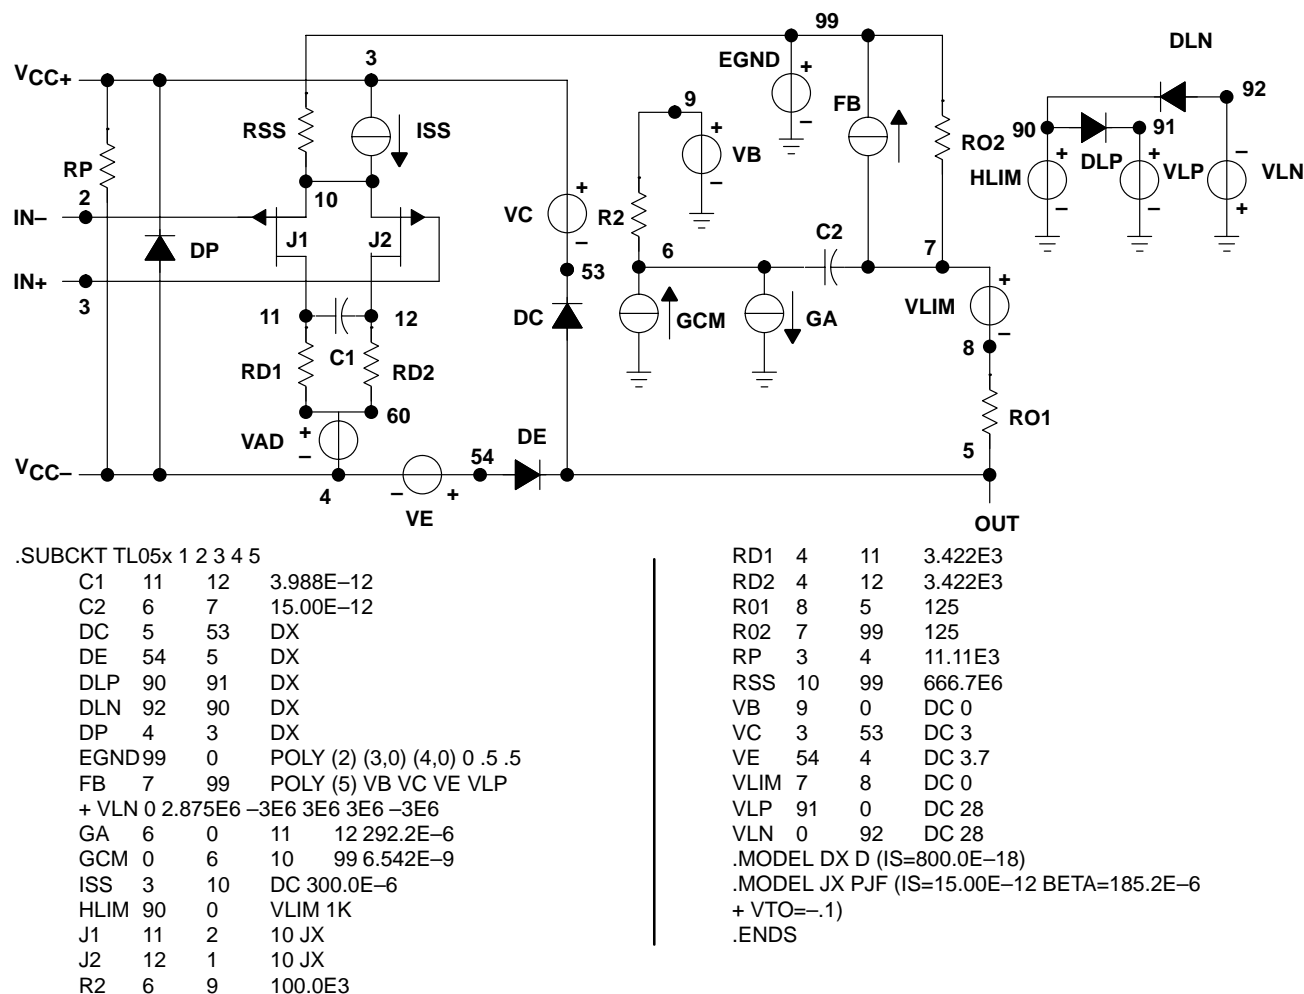 99
DLN
3
VCC+
EGND
+
9
92
FB
+
RSS
ISS
–
90
91
–
RO2
RP
VB
DLP
–
HLIM
+
+
VLP
VLN
–
–
+
10
2
IN–
+
VC
R2
–
J1
J2
C2
DP
6
7
IN+
3
53
+
GCM
GA
VLIM
11
12
DC
–
8
C1
RD1
RD2
60
RO1
VAD
+
–
DE
54
5
VCC–
4
–
+
VE
OUT
.SUBCKT TL05x 1 2 3 4 5
C1 11 12 3.988E–12
C2 6 7 15.00E–12
DC 5 53 DX
DE 54 5 DX
DLP 90 91 DX
DLN 92 90 DX
DP 4 3 DX
EGND 99 0 POLY (2) (3,0) (4,0) 0 .5 .5
FB 7 99 POLY (5) VB VC VE VLP
+ VLN 0 2.875E6 –3E6 3E6 3E6 –3E6
GA 6 0 11 12 292.2E–6
GCM 0 6 10 99 6.542E–9
ISS 3 10 DC 300.0E–6
HLIM 90 0 VLIM 1K
J1 11 2 10 JX
J2 12 1 10 JX
R2 6 9 100.0E3
RD1 4 11 3.422E3
RD2 4 12 3.422E3
R01 8 5 125
R02 7 99 125
RP 3 4 11.11E3
RSS 10 99 666.7E6
VB 9 0 DC 0
VC 3 53 DC 3
VE 54 4 DC 3.7
VLIM 7 8 DC 0
VLP 91 0 DC 28
VLN 0 92 DC 28
.MODEL DX D (IS=800.0E–18)
.MODEL JX PJF (IS=15.00E–12 BETA=185.2E–6
+ VTO=–.1)
.ENDS